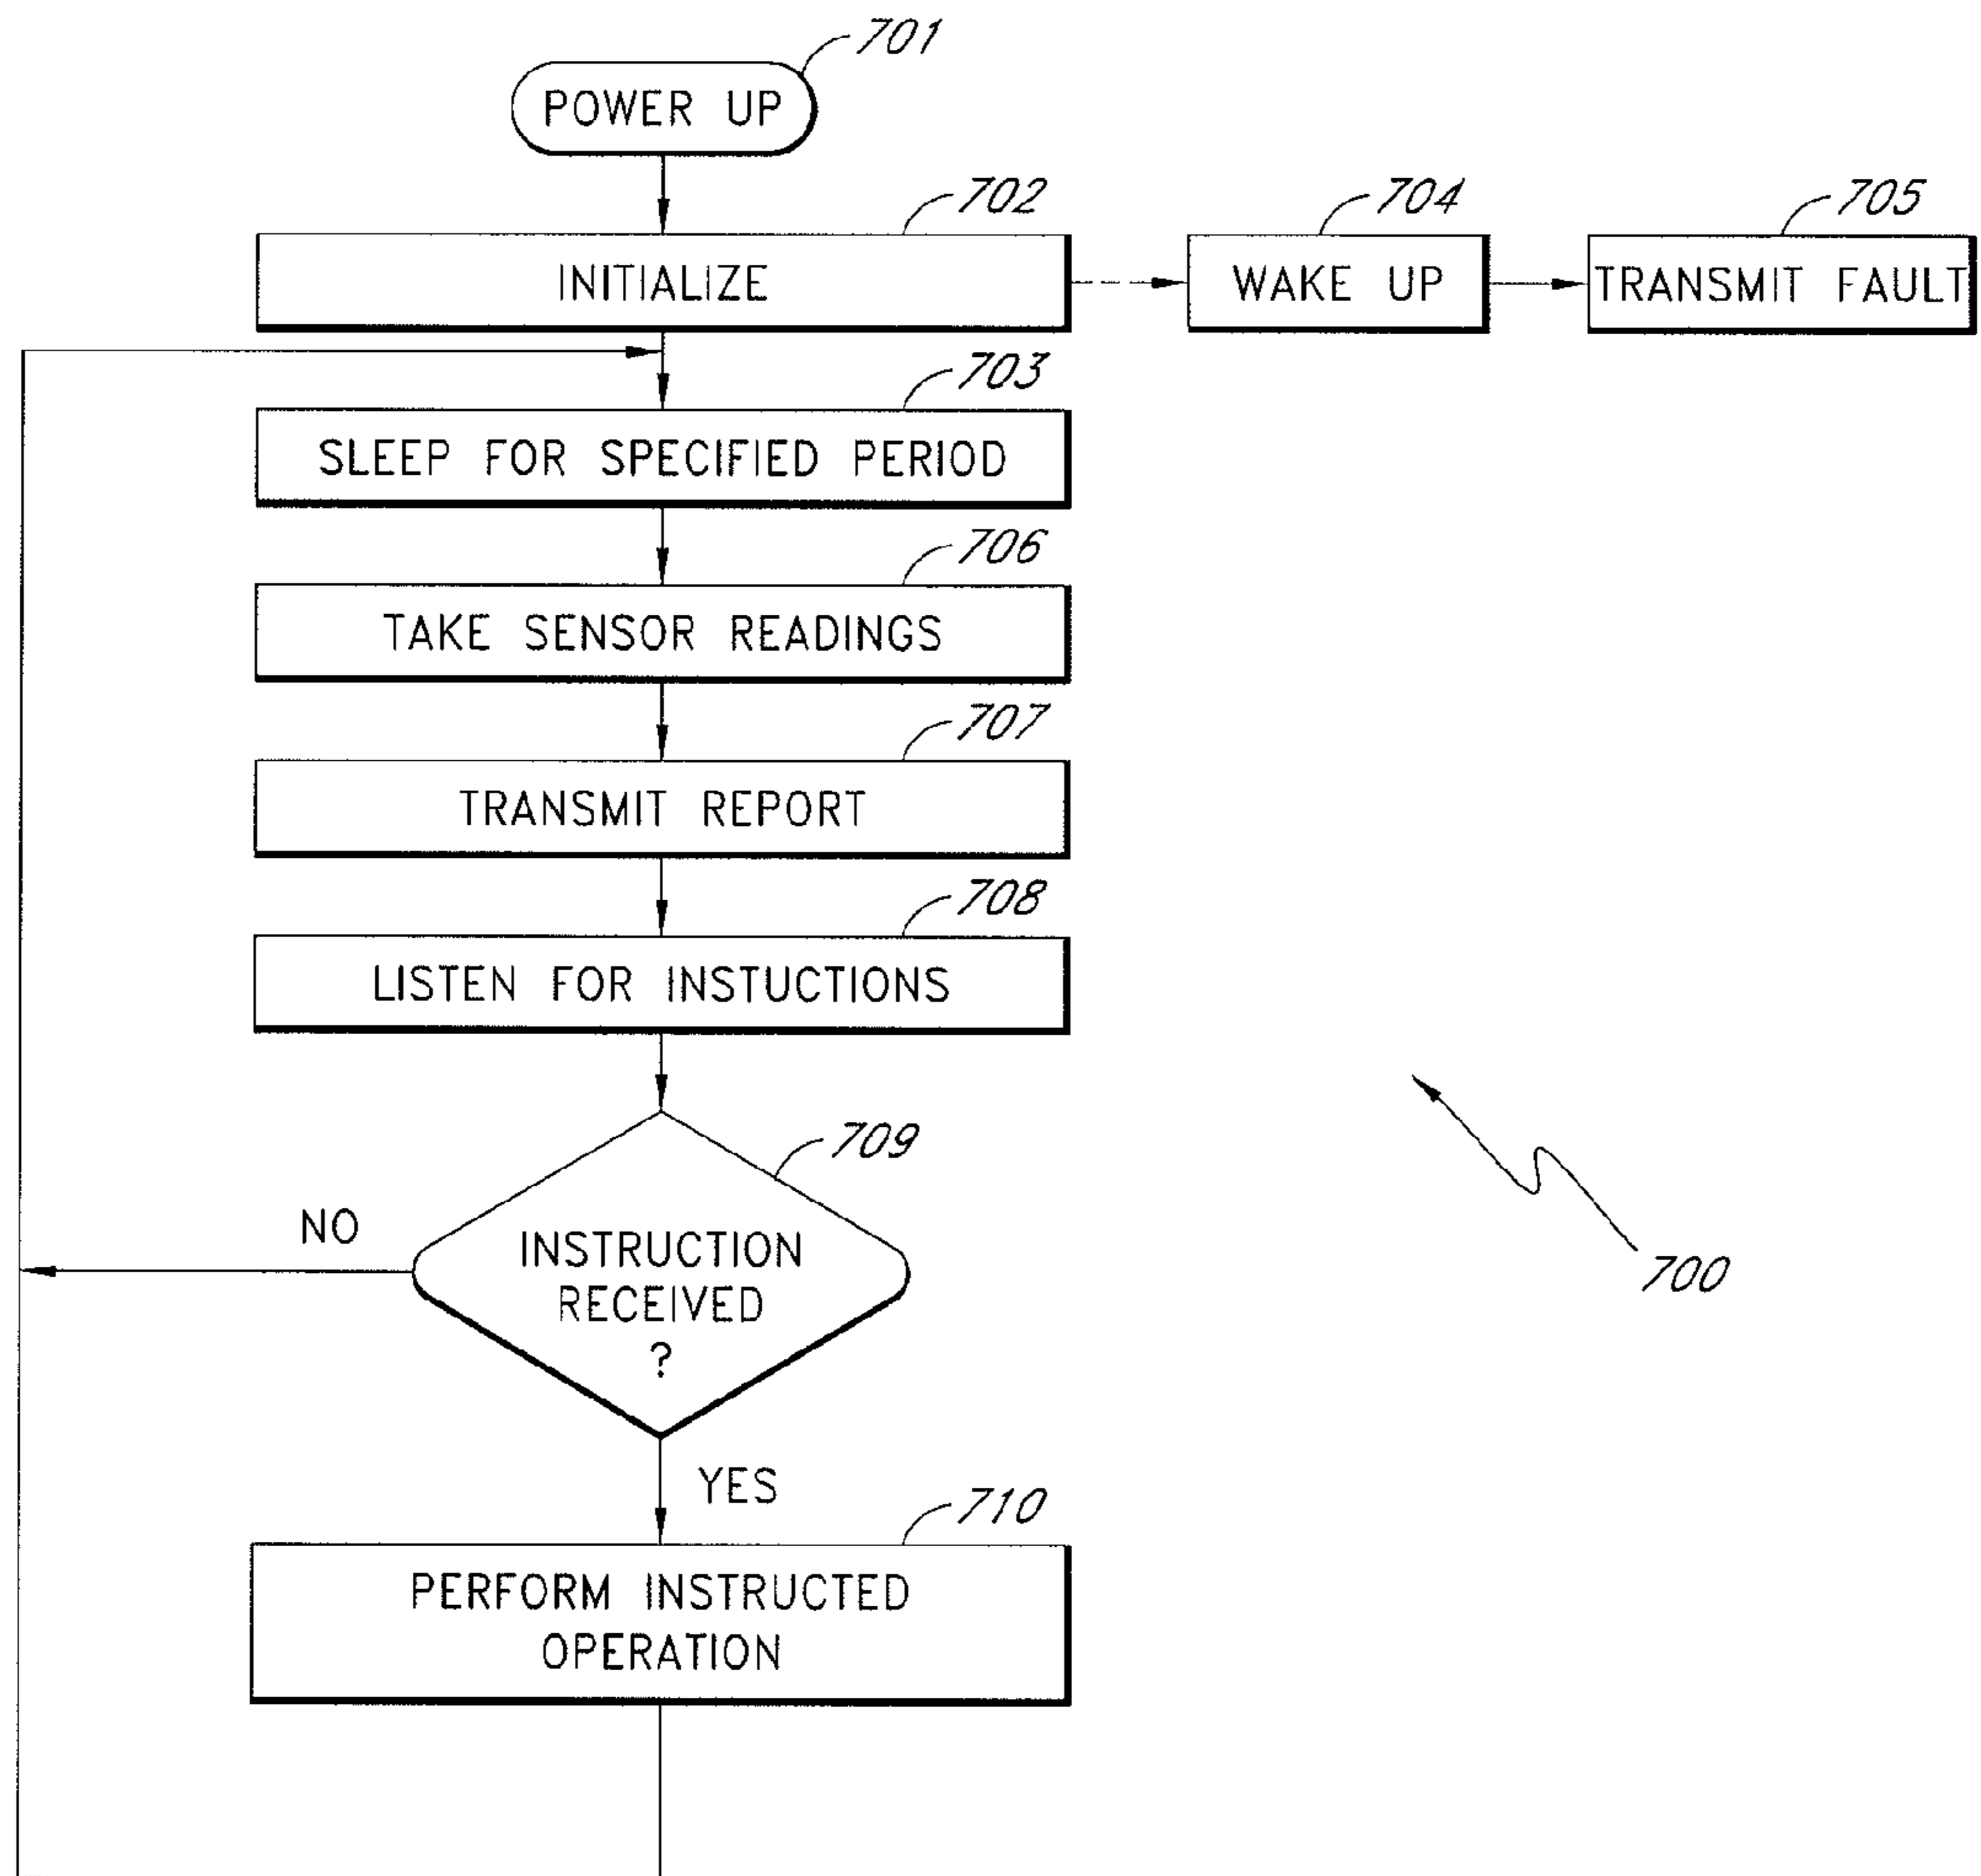 701
POWER UP
702
INITIALIZE
704
WAKE UP
705
TRANSMIT FAULT
703
SLEEP FOR SPECIFIED PERIOD
706
TAKE SENSOR READINGS
707
TRANSMIT REPORT
708
LISTEN FOR INSTUCTIONS
709
INSTRUCTION
RECEIVED
?
NO
700
YES
710
PERFORM INSTRUCTED
OPERATION